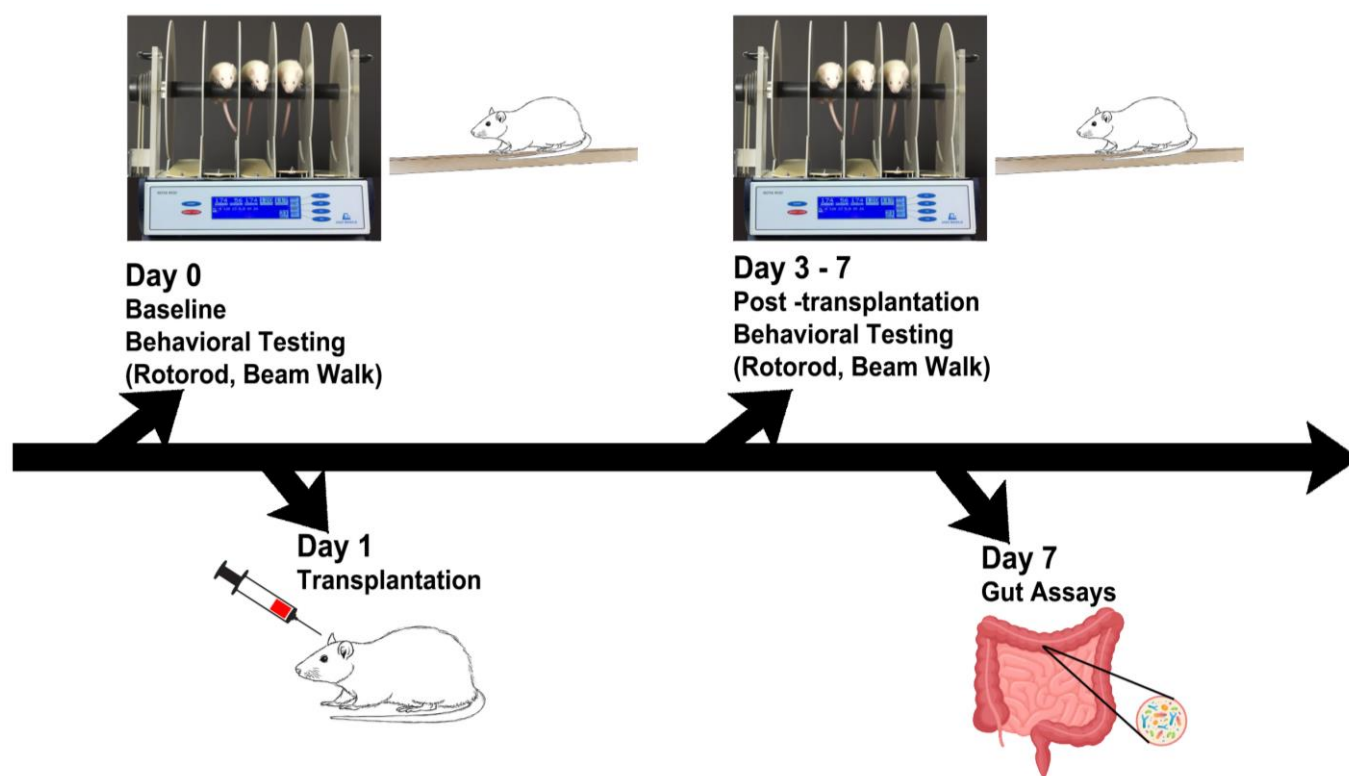 Day 0
Baseline
Behavioral Testing
(Rotorod, Beam Walk)
Day 3 - 7
Post -transplantation
Behavioral Testing
(Rotorod, Beam Walk)
Day 1
Transplantation
Day 7
Gut Assays